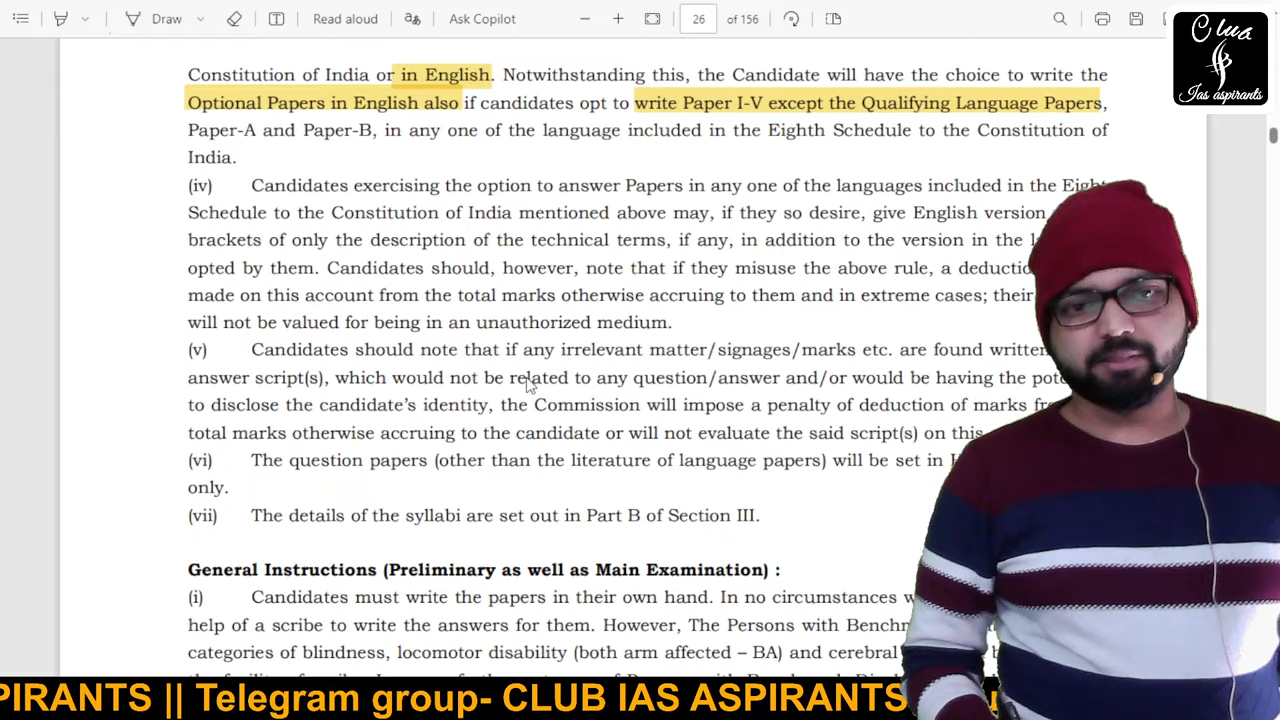 Draw
Read aloud
Ask Copilot
26
of 156
Clua
Ias aspirants
Constitution of India or in English. Notwithstanding this, the Candidate will have the choice to write the
Optional Papers in English also if candidates opt to write Paper I-V except the Qualifying Language Papers,
Paper-A and Paper-B, in any one of the language included in the Eighth Schedule to the Constitution of
India.
(iv) Candidates exercising the option to answer Papers in any one of the languages included in the Eigh
Schedule to the Constitution of India mentioned above may, if they so desire, give English version
brackets of only the description of the technical terms, if any, in addition to the version in the
opted by them. Candidates should, however, note that if they misuse the above rule, a deductio
made on this account from the total marks otherwise accruing to them and in extreme cases; their
will not be valued for being in an unauthorized medium.
(v) Candidates should note that if any irrelevant matter/signages/marks etc. are found written
answer script(s), which would not be related to any question/answer and/or would be having the pote
to disclose the candidate's identity, the Commission will impose a penalty of deduction of marks fr
total marks otherwise accruing to the candidate or will not evaluate the said script(s) on this
(vi) The question papers (other than the literature of language papers) will be set in H
only.
(vii) The details of the syllabi are set out in Part B of Section III.
General Instructions (Preliminary as well as Main Examination) :
(i) Candidates must write the papers in their own hand. In no circumstances w
help of a scribe to write the answers for them. However, The Persons with Bench
categories of blindness, locomotor disability (both arm affected – BA) and cerebral
PIRANTS || Telegram group- CLUB IAS ASPIRANTS